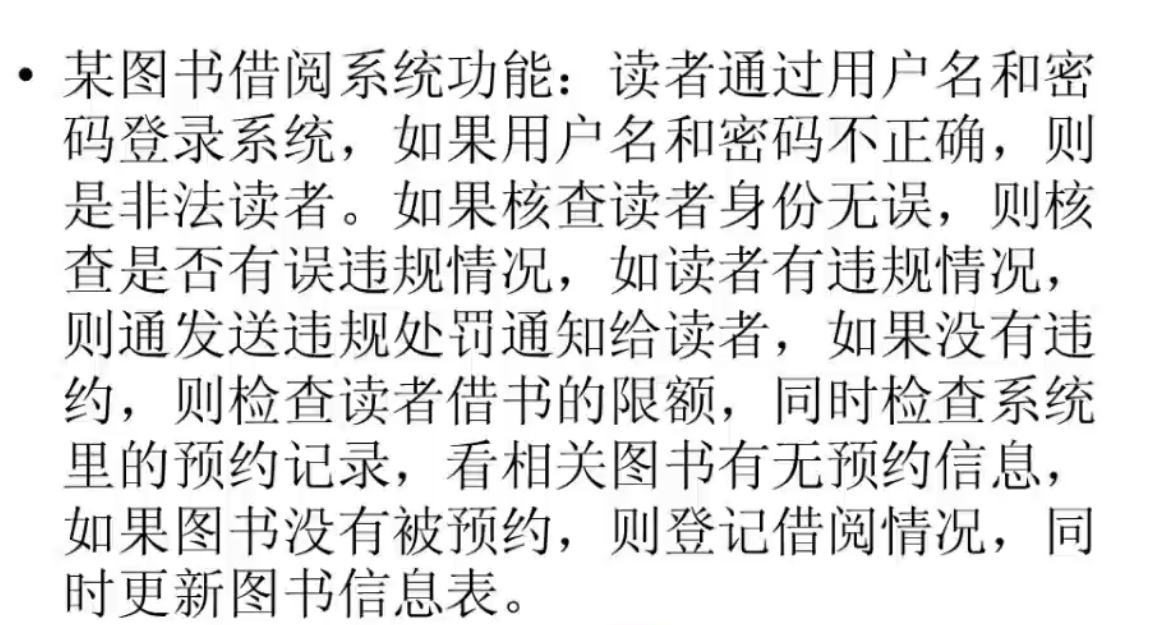 • 某图书借阅系统功能：读者通过用户名和密
码登录系统，如果用户名和密码不正确，则
是非法读者。如果核查读者身份无误，则核
查是否有误违规情况，如读者有违规情况，
则通发送违规处罚通知给读者，如果没有违
约，则检查读者借书的限额，同时检查系统
里的预约记录，看相关图书有无预约信息，
如果图书没有被预约，则登记借阅情况，同
时更新图书信息表。